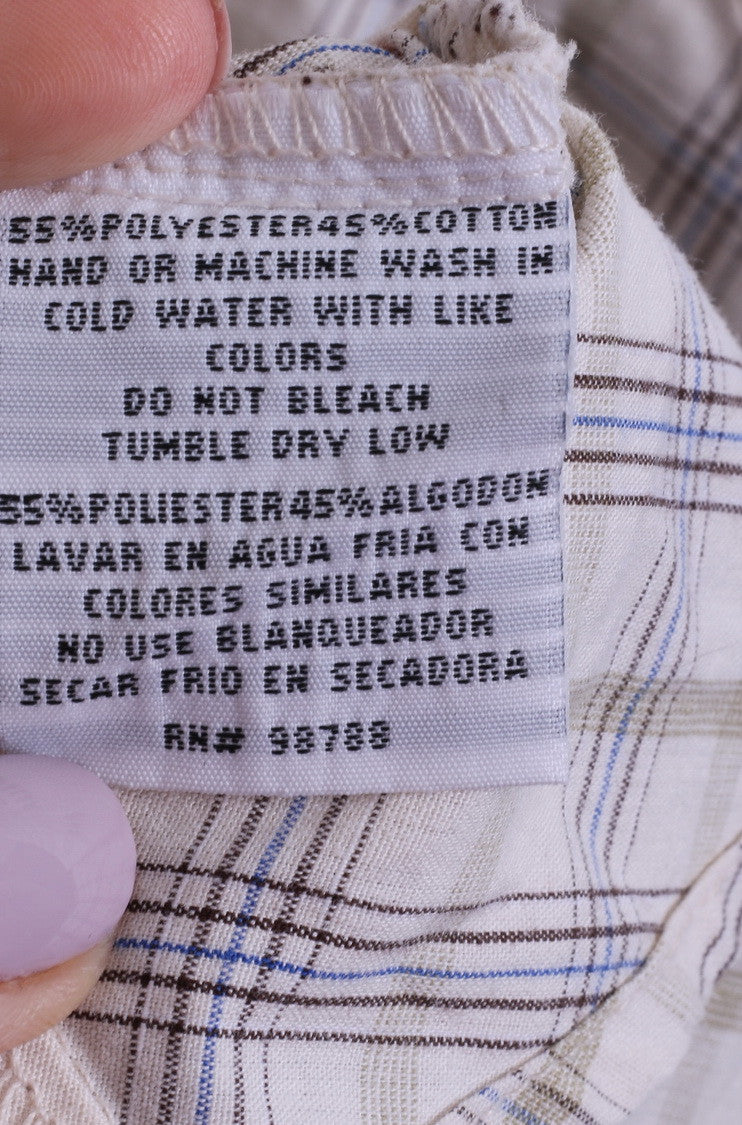 55%POLYESTER45%COTTON
HAND OR MACHINE WASH IN
COLD WATER WITH LIKE
COLORS
DO NOT BLEACH
TUMBLE DRY LOW
55%POLIESTER45%ALGODON
LAVAR EN AGUA FRIA CON
COLORES SIMILARES
NO USE BLANQUEADOR
SECAR FRIO EN SECADORA
RN# 98788